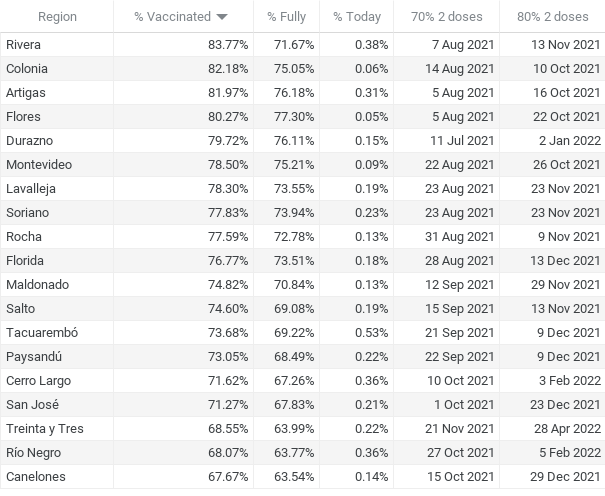 Region % Vaccinated % Fully % Today 70% 2 doses 80% 2 doses
Rivera 83.77% 71.67% 0.38% 7 Aug 2021 13 Nov 2021
Colonia 82.18% 75.05% 0.06% 14 Aug 2021 10 Oct 2021
Artigas 81.97% 76.18% 0.31% 5 Aug 2021 16 Oct 2021
Flores 80.27% 77.30% 0.05% 5 Aug 2021 22 Oct 2021
Durazno 79.72% 76.11% 0.15% 11 Jul 2021 2 Jan 2022
Montevideo 78.50% 75.21% 0.09% 22 Aug 2021 26 Oct 2021
Lavalleja 78.30% 73.55% 0.19% 23 Aug 2021 23 Nov 2021
Soriano 77.83% 73.94% 0.23% 23 Aug 2021 23 Nov 2021
Rocha 77.59% 72.78% 0.13% 31 Aug 2021 9 Nov 2021
Florida 76.77% 73.51% 0.18% 28 Aug 2021 13 Dec 2021
Maldonado 74.82% 70.84% 0.13% 12 Sep 2021 29 Nov 2021
Salto 74.60% 69.08% 0.19% 15 Sep 2021 13 Nov 2021
Tacuarembó 73.68% 69.22% 0.53% 21 Sep 2021 9 Dec 2021
Paysandú 73.05% 68.49% 0.22% 22 Sep 2021 9 Dec 2021
Cerro Largo 71.62% 67.26% 0.36% 10 Oct 2021 3 Feb 2022
San José 71.27% 67.83% 0.21% 1 Oct 2021 23 Dec 2021
Treinta y Tres 68.55% 63.99% 0.22% 21 Nov 2021 28 Apr 2022
Río Negro 68.07% 63.77% 0.36% 27 Oct 2021 5 Feb 2022
Canelones 67.67% 63.54% 0.14% 15 Oct 2021 29 Dec 2021